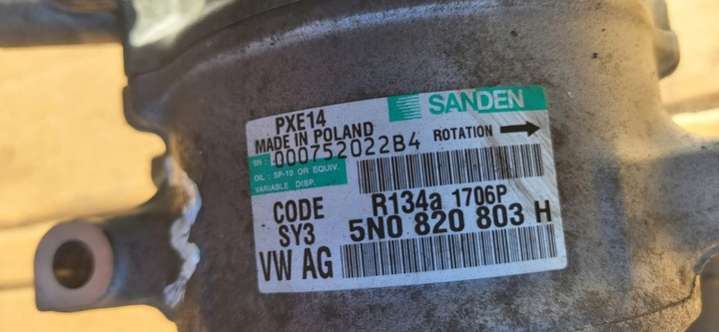 PXE14
SANDEN
MADE IN POLAND
ROTATION
SN : 000752022B4
OIL : SP-10 OR EQUIV.
VARIABLE DISP.
CODE
R134a 1706P
SY3
5N0 820 803 H
VW AG